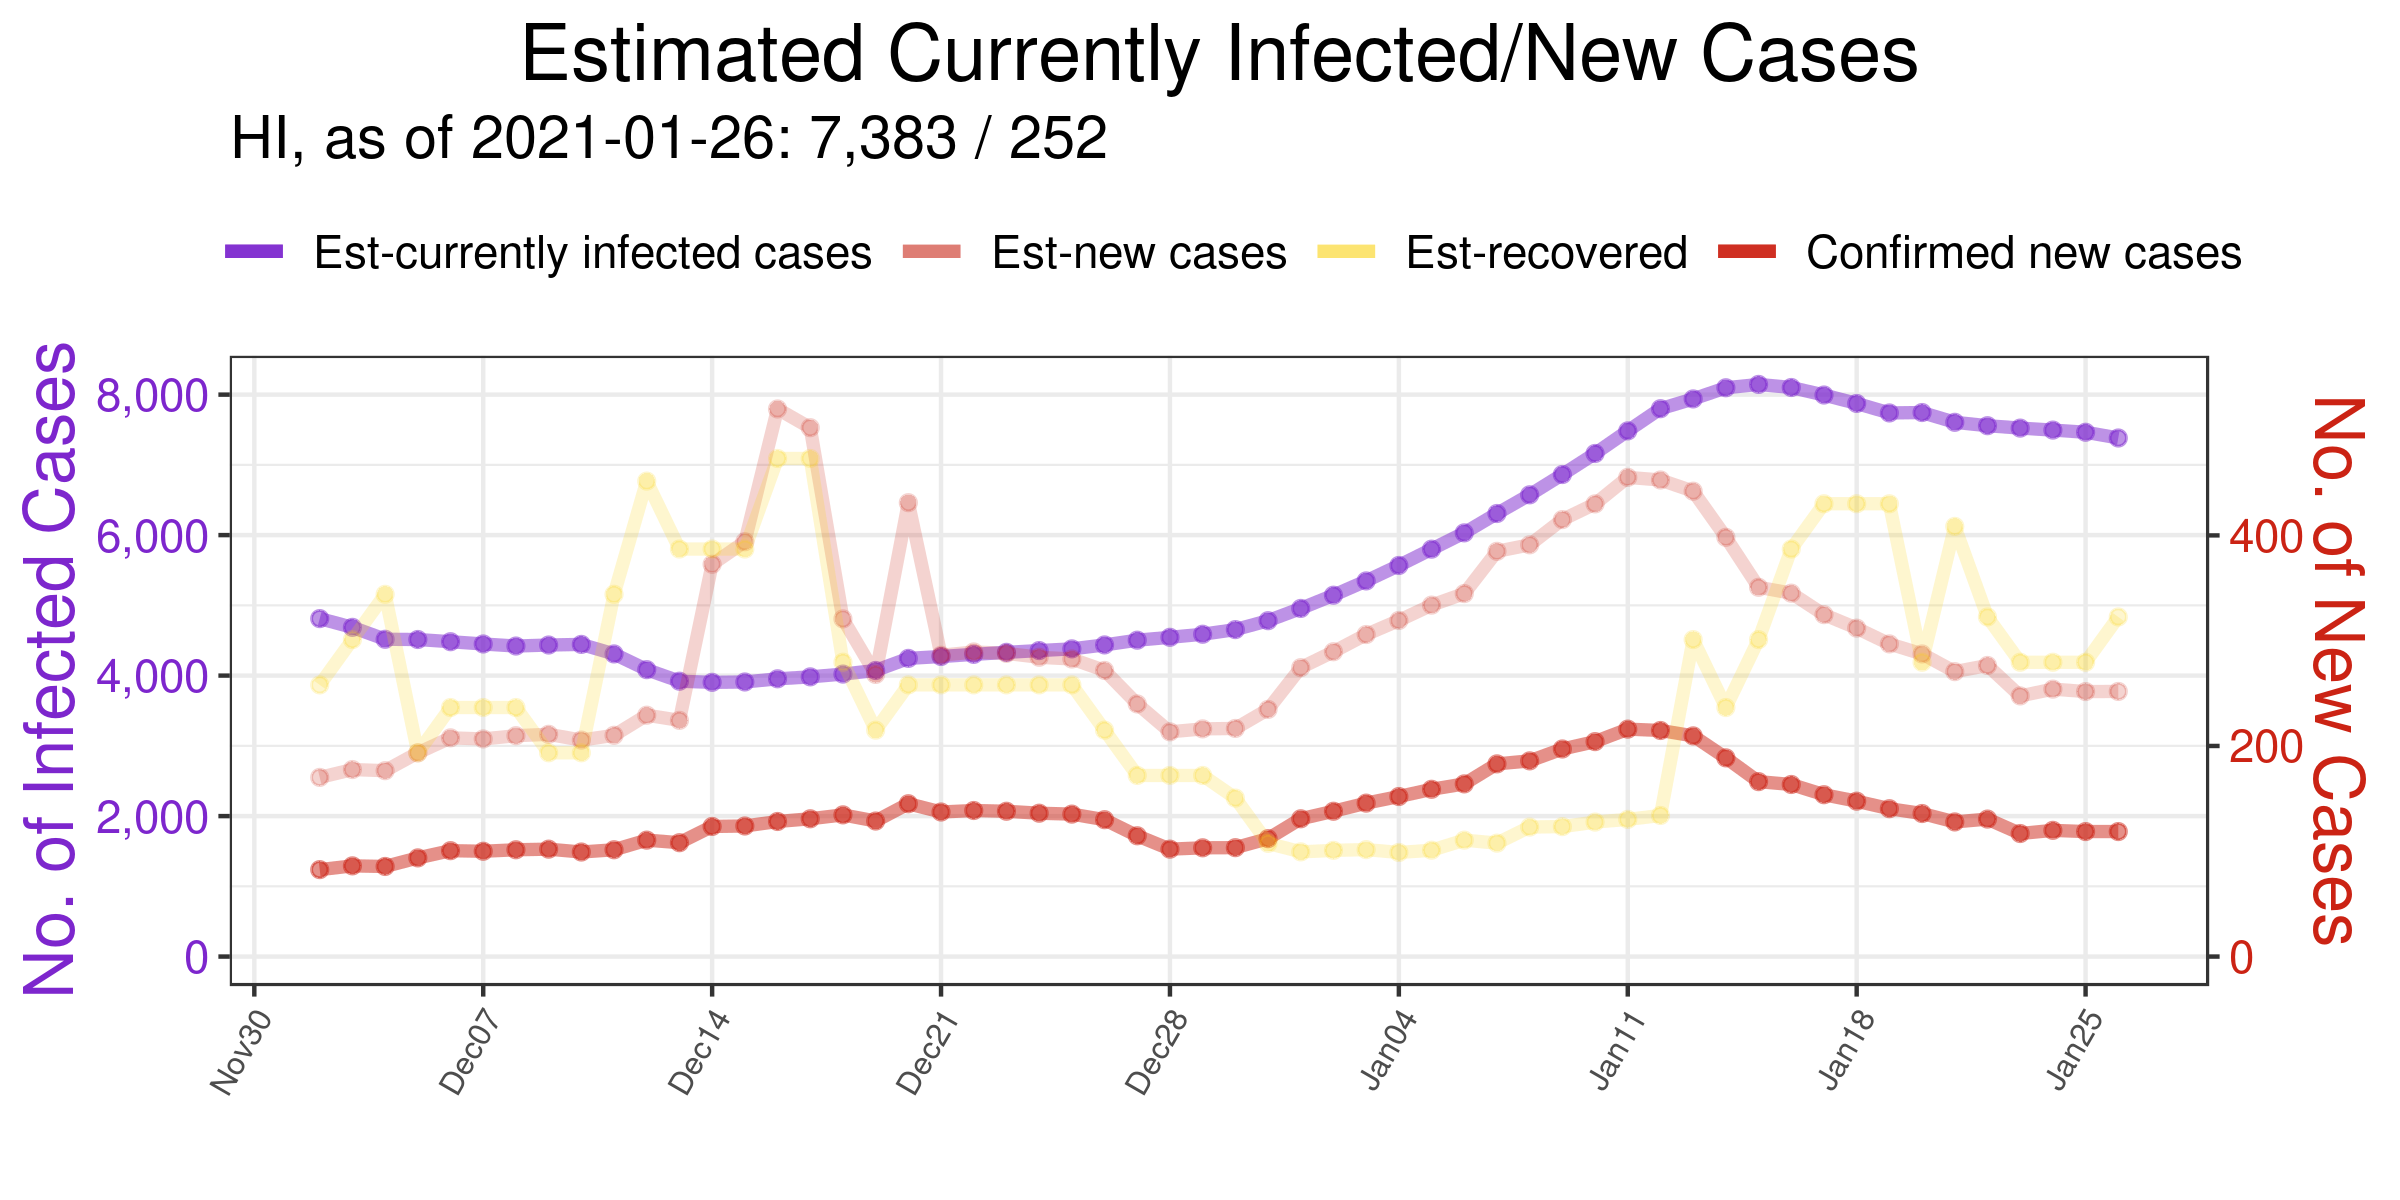 Estimated Currently Infected/New Cases
HI, as of 2021-01-26: 7,383 / 252
Est-currently infected cases Est-new cases Est-recovered Confirmed new cases
No. of Infected Cases
8,000
6,000
4,000
2,000
0
400
200
0
No. of New Cases
Nov30 Dec07 Dec14 Dec21 Dec28 Jan04 Jan11 Jan18 Jan25